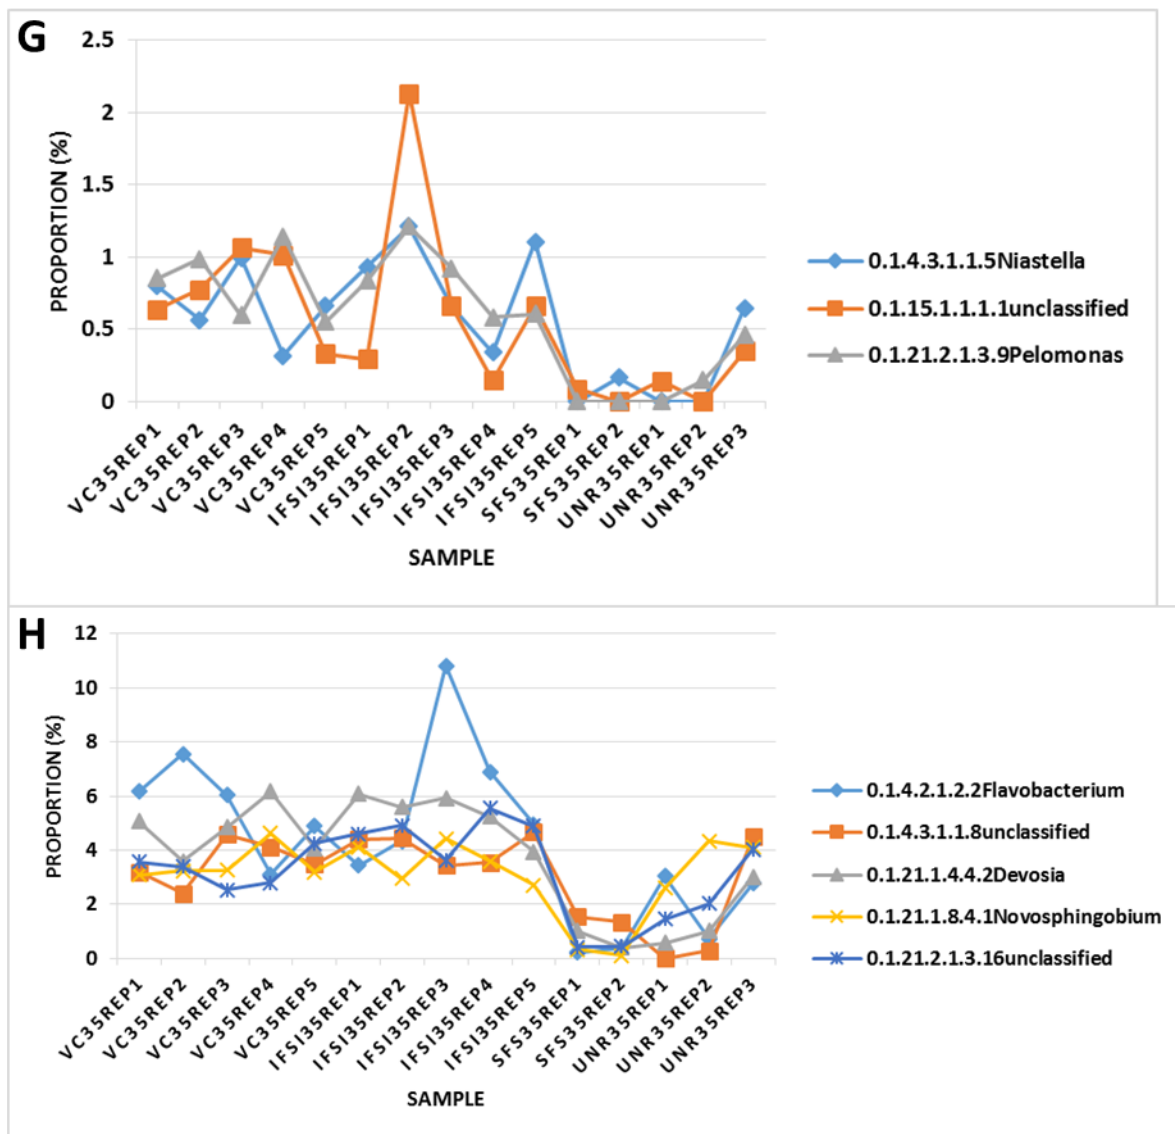 G
2.5
2
1.5
1
0.5
0
PROPORTION (%)
VC35REP1
VC35REP2
VC35REP3
VC35REP4
VC35REP5
IFSI35REP1
IFSI35REP2
IFSI35REP3
IFSI35REP4
IFSI35REP5
SFS35REP1
SFS35REP2
UNR35REP1
UNR35REP2
UNR35REP3
SAMPLE
0.1.4.3.1.1.5Niastella
0.1.15.1.1.1.1unclassified
0.1.21.2.1.3.9Pelomonas
H
12
10
8
6
4
2
0
PROPORTION (%)
VC35REP1
VC35REP2
VC35REP3
VC35REP4
VC35REP5
IFSI35REP1
IFSI35REP2
IFSI35REP3
IFSI35REP4
IFSI35REP5
SFS35REP1
SFS35REP2
UNR35REP1
UNR35REP2
UNR35REP3
SAMPLE
0.1.4.2.1.2.2Flavobacterium
0.1.4.3.1.1.8unclassified
0.1.21.1.4.4.2Devosia
0.1.21.1.8.4.1Novosphingobium
0.1.21.2.1.3.16unclassified